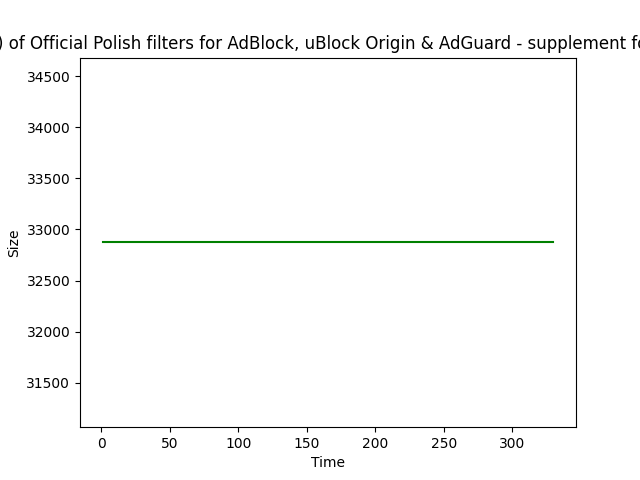 ) of Official Polish filters for AdBlock, uBlock Origin & AdGuard - supplement fo
34500
34000
33500
33000
32500
32000
31500
Size
0 50 100 150 200 250 300
Time